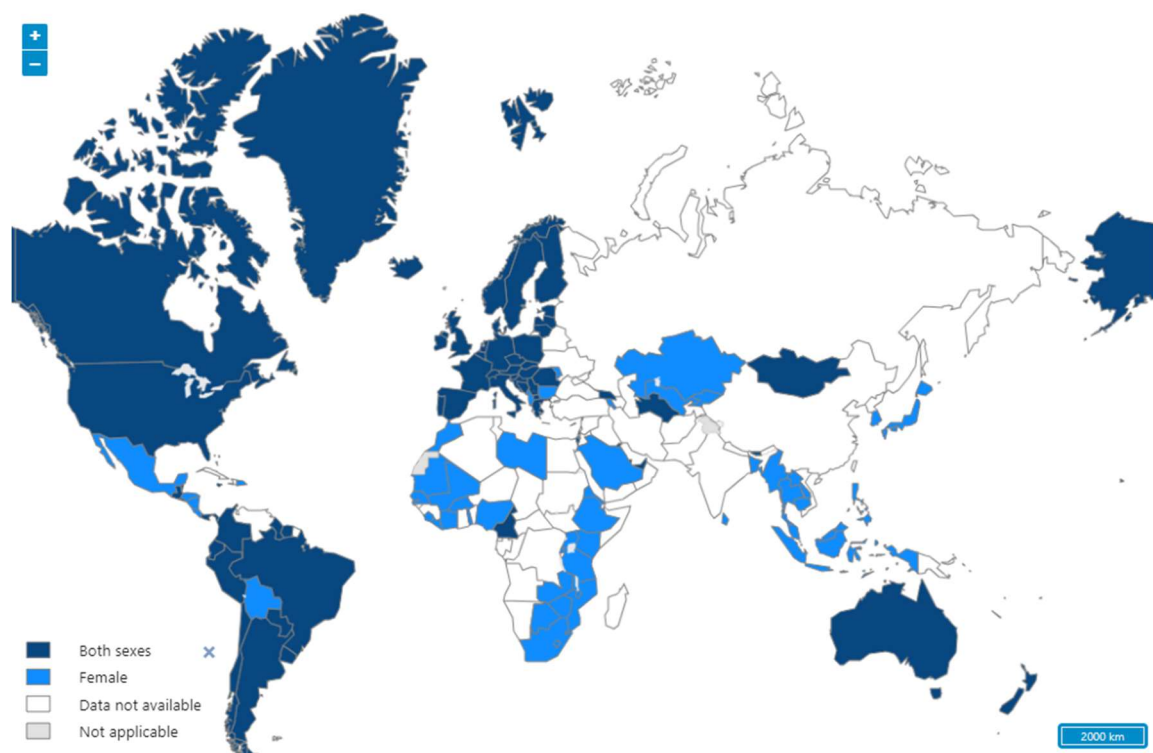 +
−
Both sexes ×
Female
Data not available
Not applicable
2000 km